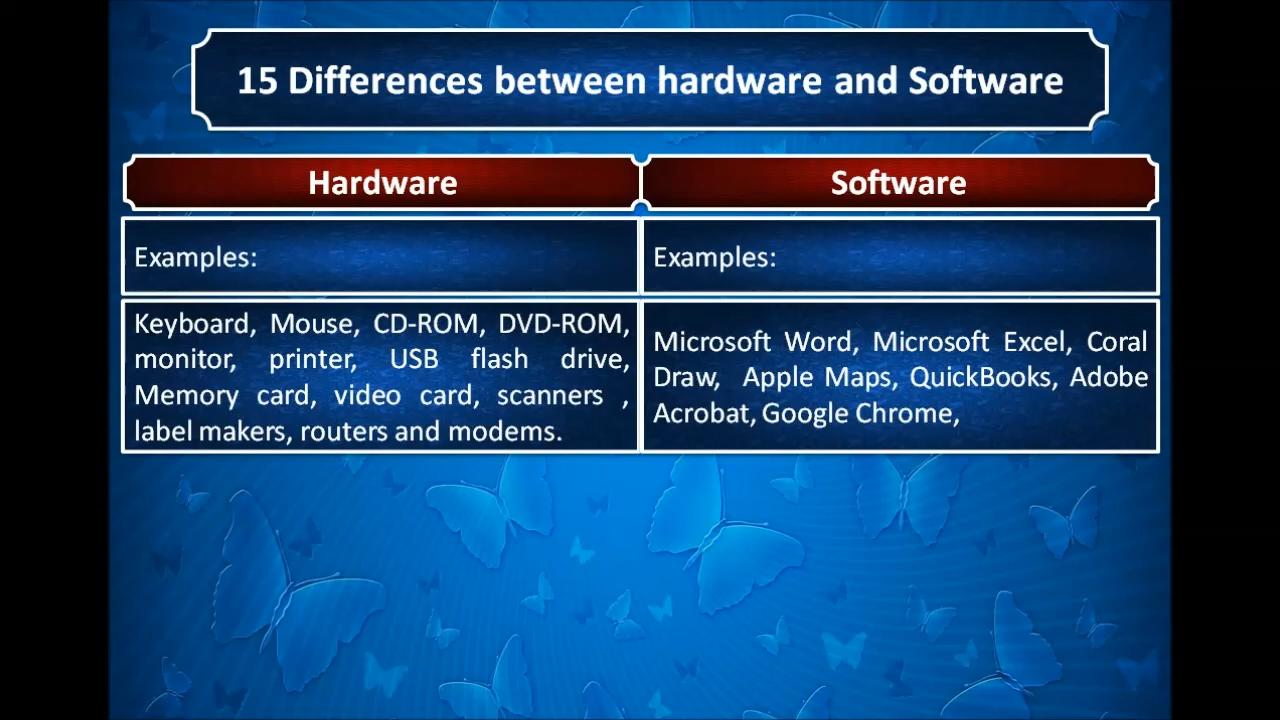 15 Differences between hardware and Software
Hardware
Software
Examples:
Examples:
Keyboard, Mouse, CD-ROM, DVD-ROM,
monitor, printer, USB flash drive,
Memory card, video card, scanners ,
label makers, routers and modems.
Microsoft Word, Microsoft Excel, Coral
Draw, Apple Maps, QuickBooks, Adobe
Acrobat, Google Chrome,